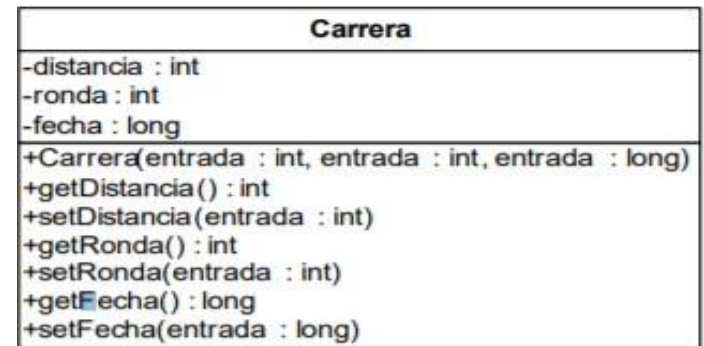 Carrera
-distancia : int
-ronda : int
-fecha : long
+Carrera(entrada : int, entrada : int, entrada : long)
+getDistancia() : int
+setDistancia(entrada : int)
+getRonda() : int
+setRonda(entrada : int)
+getFecha() : long
+setFecha(entrada : long)